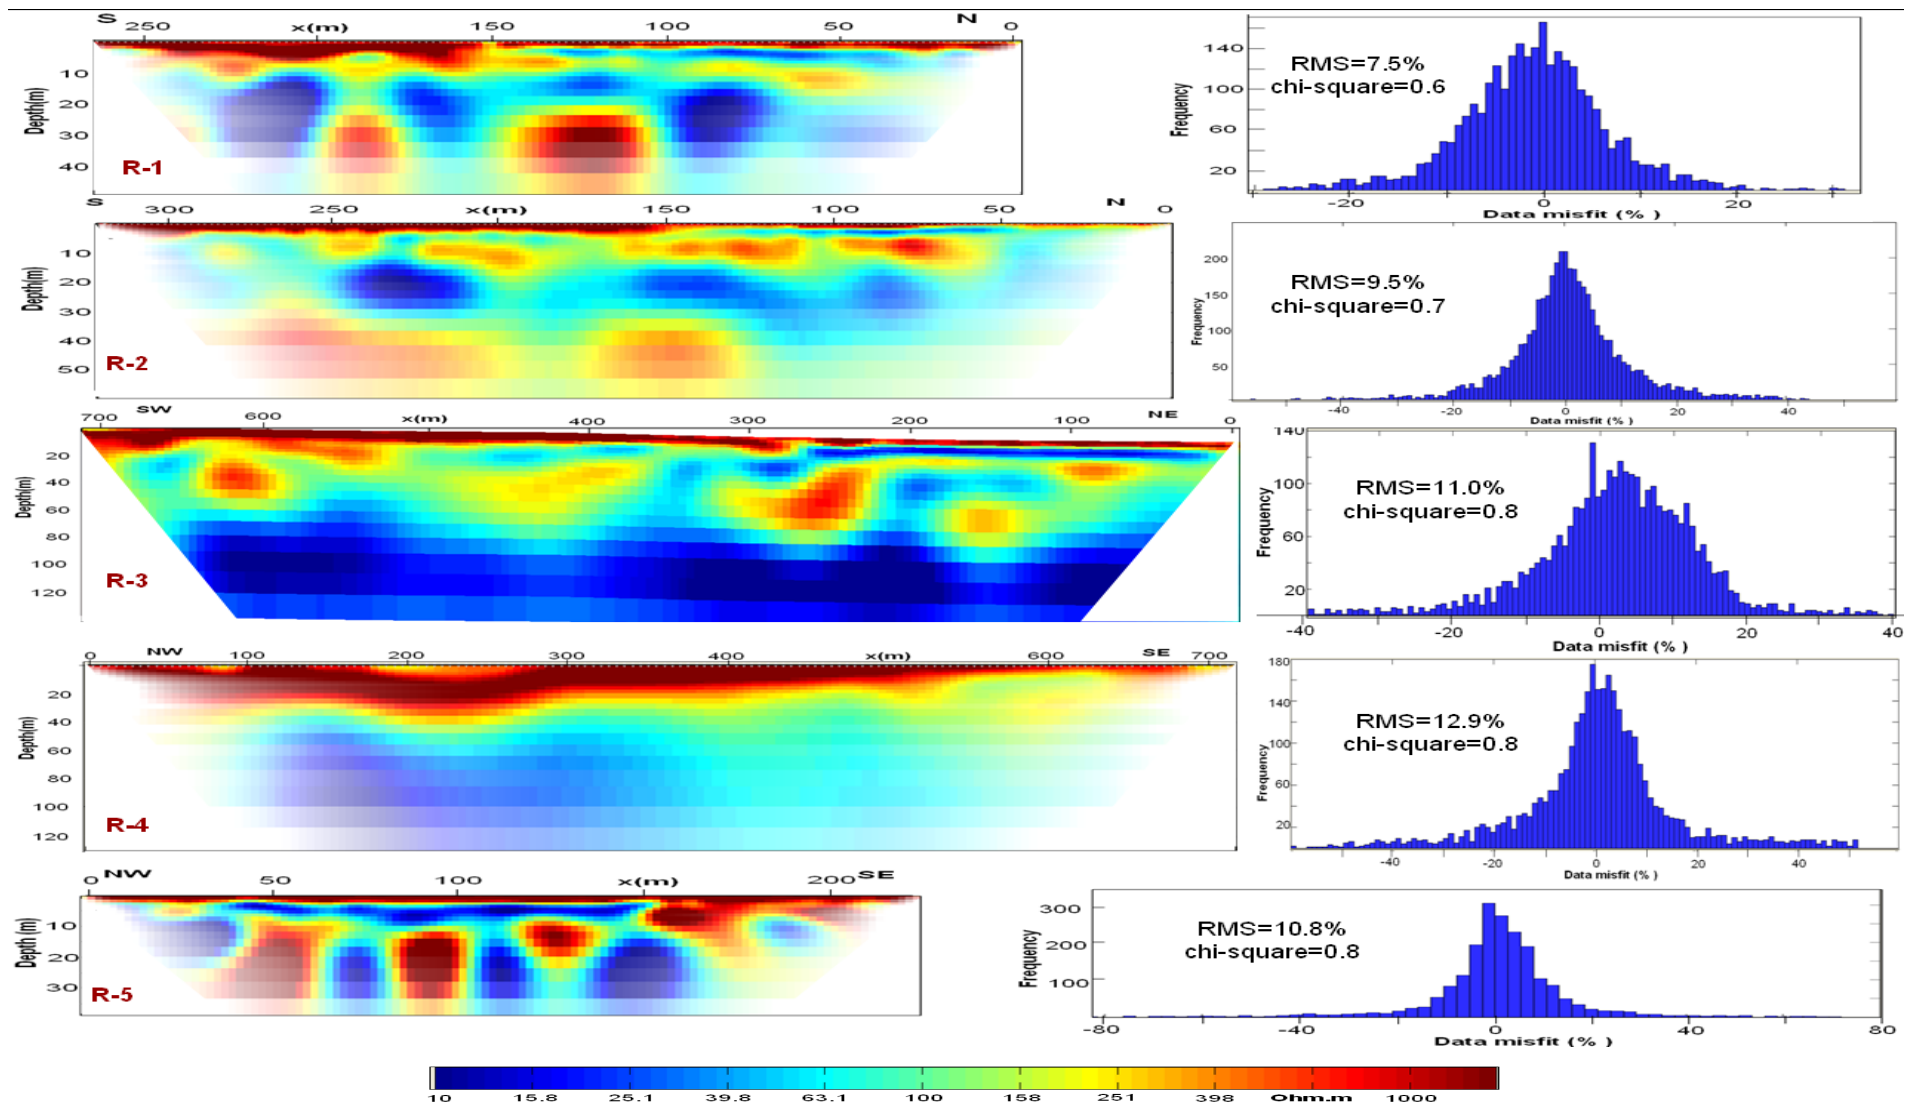 S 250 x(m) 150 100 N 0
10
20
30
40
Depth(m)
R-1
RMS=7.5%
chi-square=0.6
140
100
60
20
Frequency
-20 0 20
Data misfit (% )
S 300 250 x(m) 150 100 50 N 0
10
20
30
40
50
Depth(m)
R-2
RMS=9.5%
chi-square=0.7
200
150
100
50
Frequency
-40 -20 0 20 40
Data misfit (% )
700 SW 600 x(m) 400 300 200 100 NE 0
20
40
60
80
100
120
Depth(m)
R-3
RMS=11.0%
chi-square=0.8
140
100
60
20
Frequency
-40 -20 0 20 40
Data misfit (% )
0 NW 100 200 300 400 x(m) 600 SE 700
20
40
60
80
100
120
Depth(m)
R-4
RMS=12.9%
chi-square=0.8
180
140
100
60
20
Frequency
-40 -20 0 20 40
Data misfit (% )
0 NW 50 100 x(m) 200 SE
10
20
30
Depth (m)
R-5
RMS=10.8%
chi-square=0.8
300
200
100
Frequency
-80 -40 0 40 80
Data misfit (% )
10 15.8 25.1 39.8 63.1 100 158 251 398 Ohm.m 1000